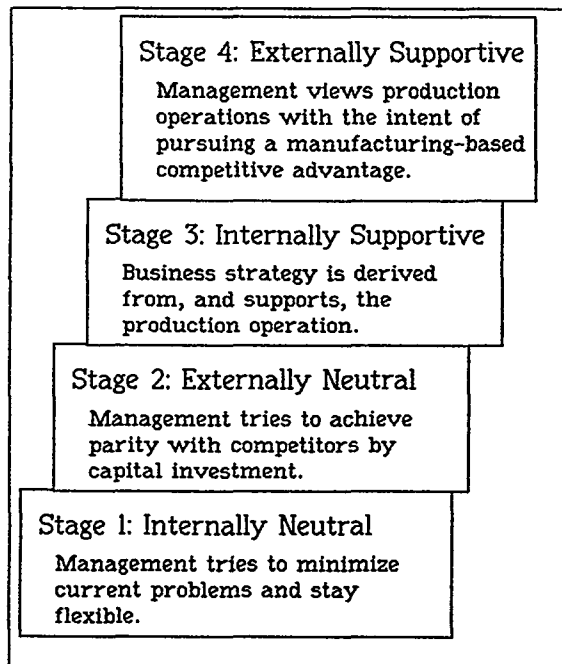 Stage 4: Externally Supportive
Management views production
operations with the intent of
pursuing a manufacturing-based
competitive advantage.
Stage 3: Internally Supportive
Business strategy is derived
from, and supports, the
production operation.
Stage 2: Externally Neutral
Management tries to achieve
parity with competitors by
capital investment.
Stage 1: Internally Neutral
Management tries to minimize
current problems and stay
flexible.